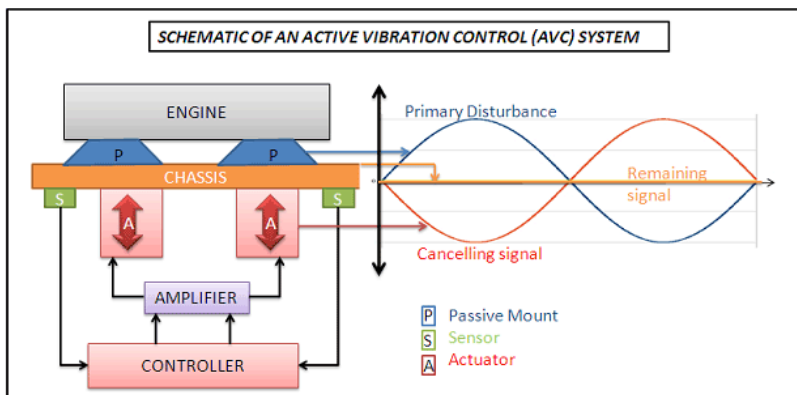 SCHEMATIC OF AN ACTIVE VIBRATION CONTROL (AVC) SYSTEM
ENGINE
P
P
CHASSIS
S
S
A
A
AMPLIFIER
CONTROLLER
Primary Disturbance
Remaining
signal
Cancelling signal
P Passive Mount
S Sensor
A Actuator